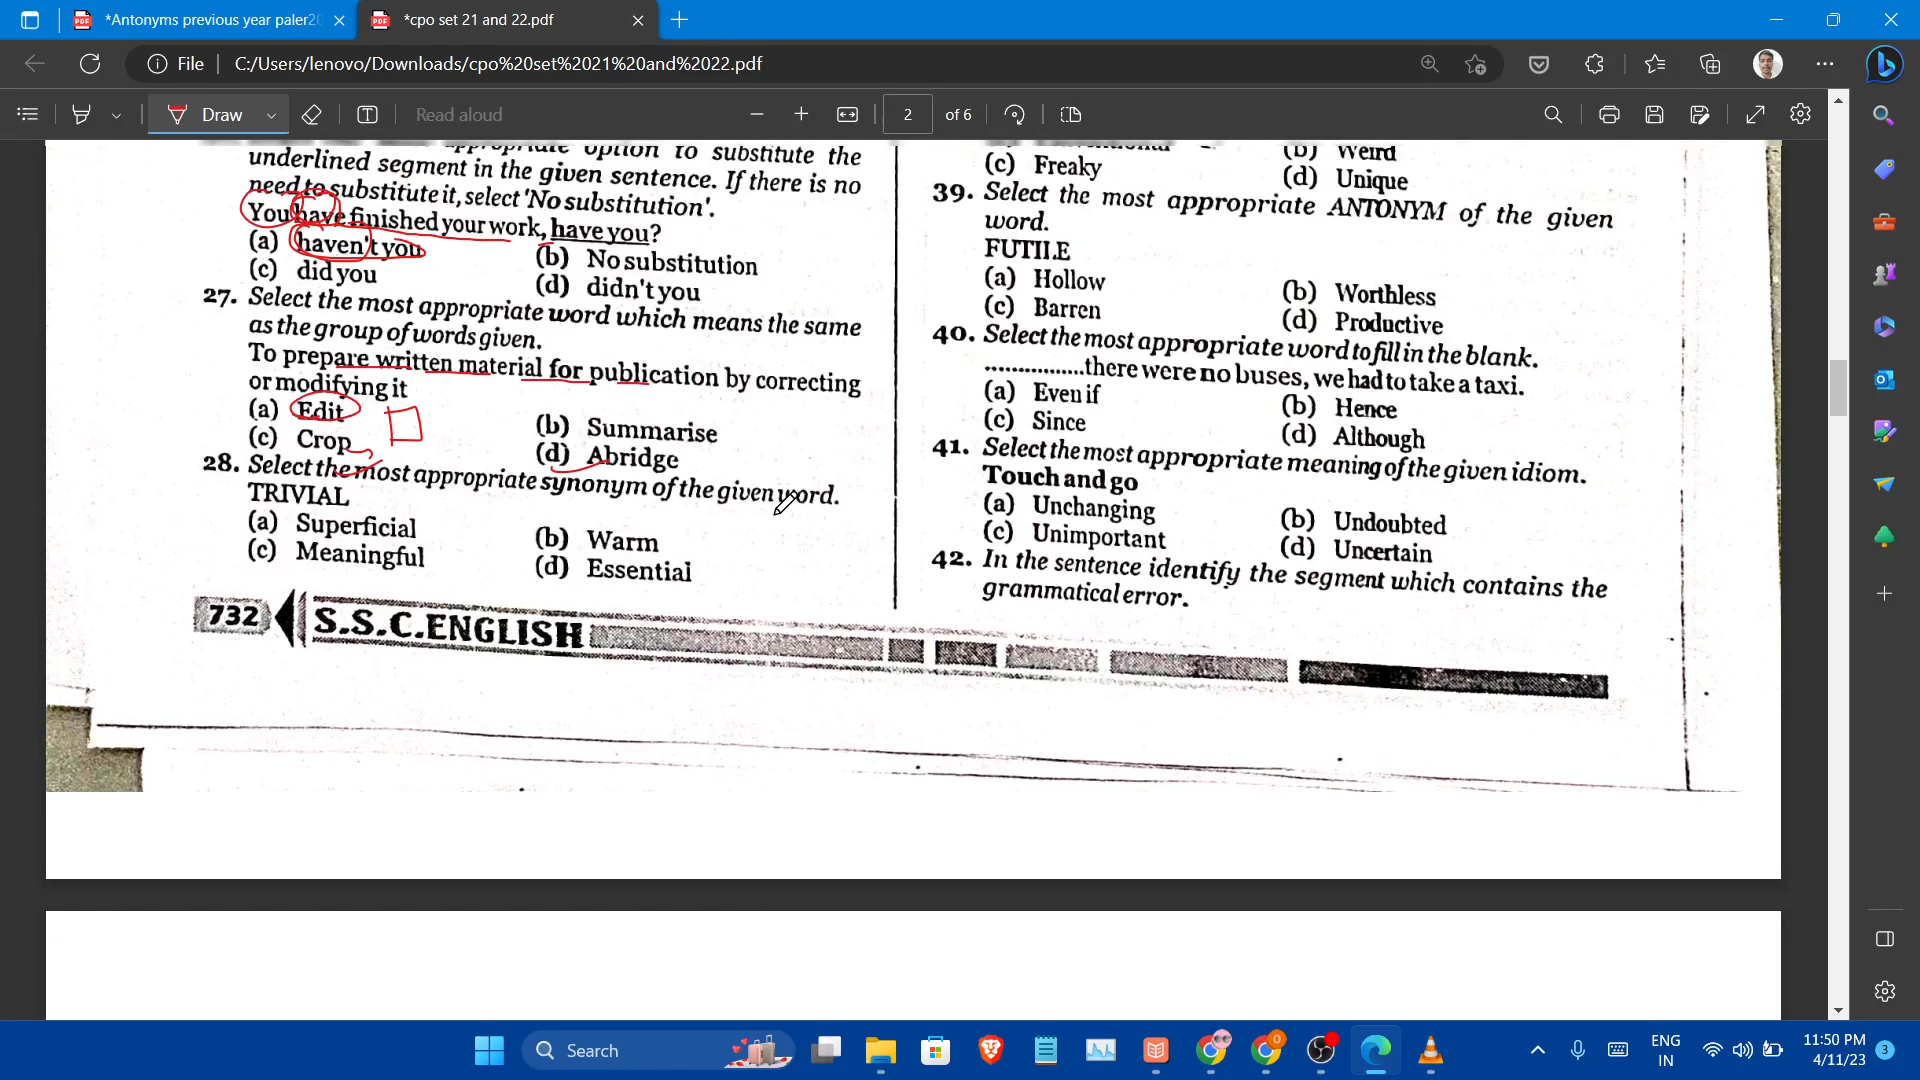 *Antonyms previous year paler20
*cpo set 21 and 22.pdf
File
C:/Users/lenovo/Downloads/cpo%20set%2021%20and%2022.pdf
Draw
Read aloud
2 of 6
appropriate option to substitute the
underlined segment in the given sentence. If there is no
need to substitute it, select 'No substitution'.
You have finished your work, have you?
(a) haven't you
(b) No substitution
(c) did you
(d) didn't you
27. Select the most appropriate word which means the same
as the group of words given.
To prepare written material for publication by correcting
or modifying it
(a) Edit
(b) Summarise
(c) Crop
(d) Abridge
28. Select the most appropriate synonym of the given word.
TRIVIAL
(a) Superficial
(b) Warm
(c) Meaningful
(d) Essential
(b) Weird
(c) Freaky
(d) Unique
39. Select the most appropriate ANTONYM of the given
word.
FUTILE
(a) Hollow
(b) Worthless
(c) Barren
(d) Productive
40. Select the most appropriate word to fill in the blank.
................there were no buses, we had to take a taxi.
(a) Even if
(b) Hence
(c) Since
(d) Although
41. Select the most appropriate meaning of the given idiom.
Touch and go
(a) Unchanging
(b) Undoubted
(c) Unimportant
(d) Uncertain
42. In the sentence identify the segment which contains the
grammatical error.
732 S.S.C.ENGLISH
Search
ENG
IN
11:50 PM
4/11/23
3